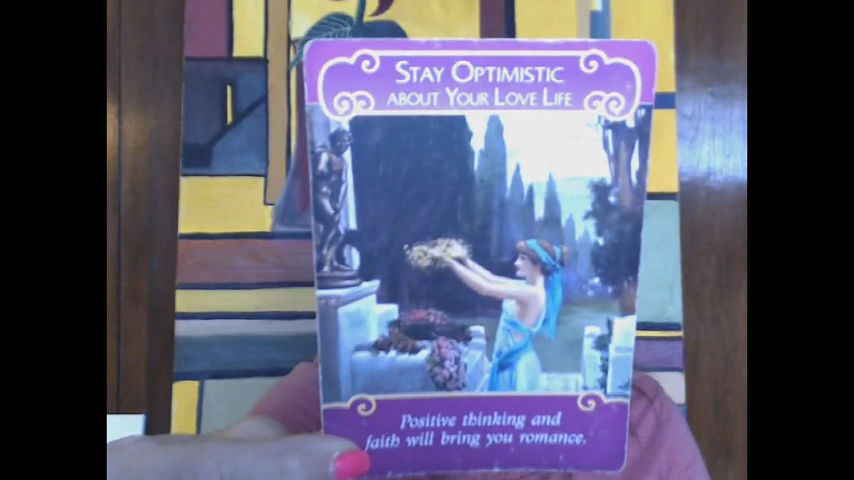 STAY OPTIMISTIC
ABOUT YOUR LOVE LIFE
Positive thinking and
faith will bring you romance.